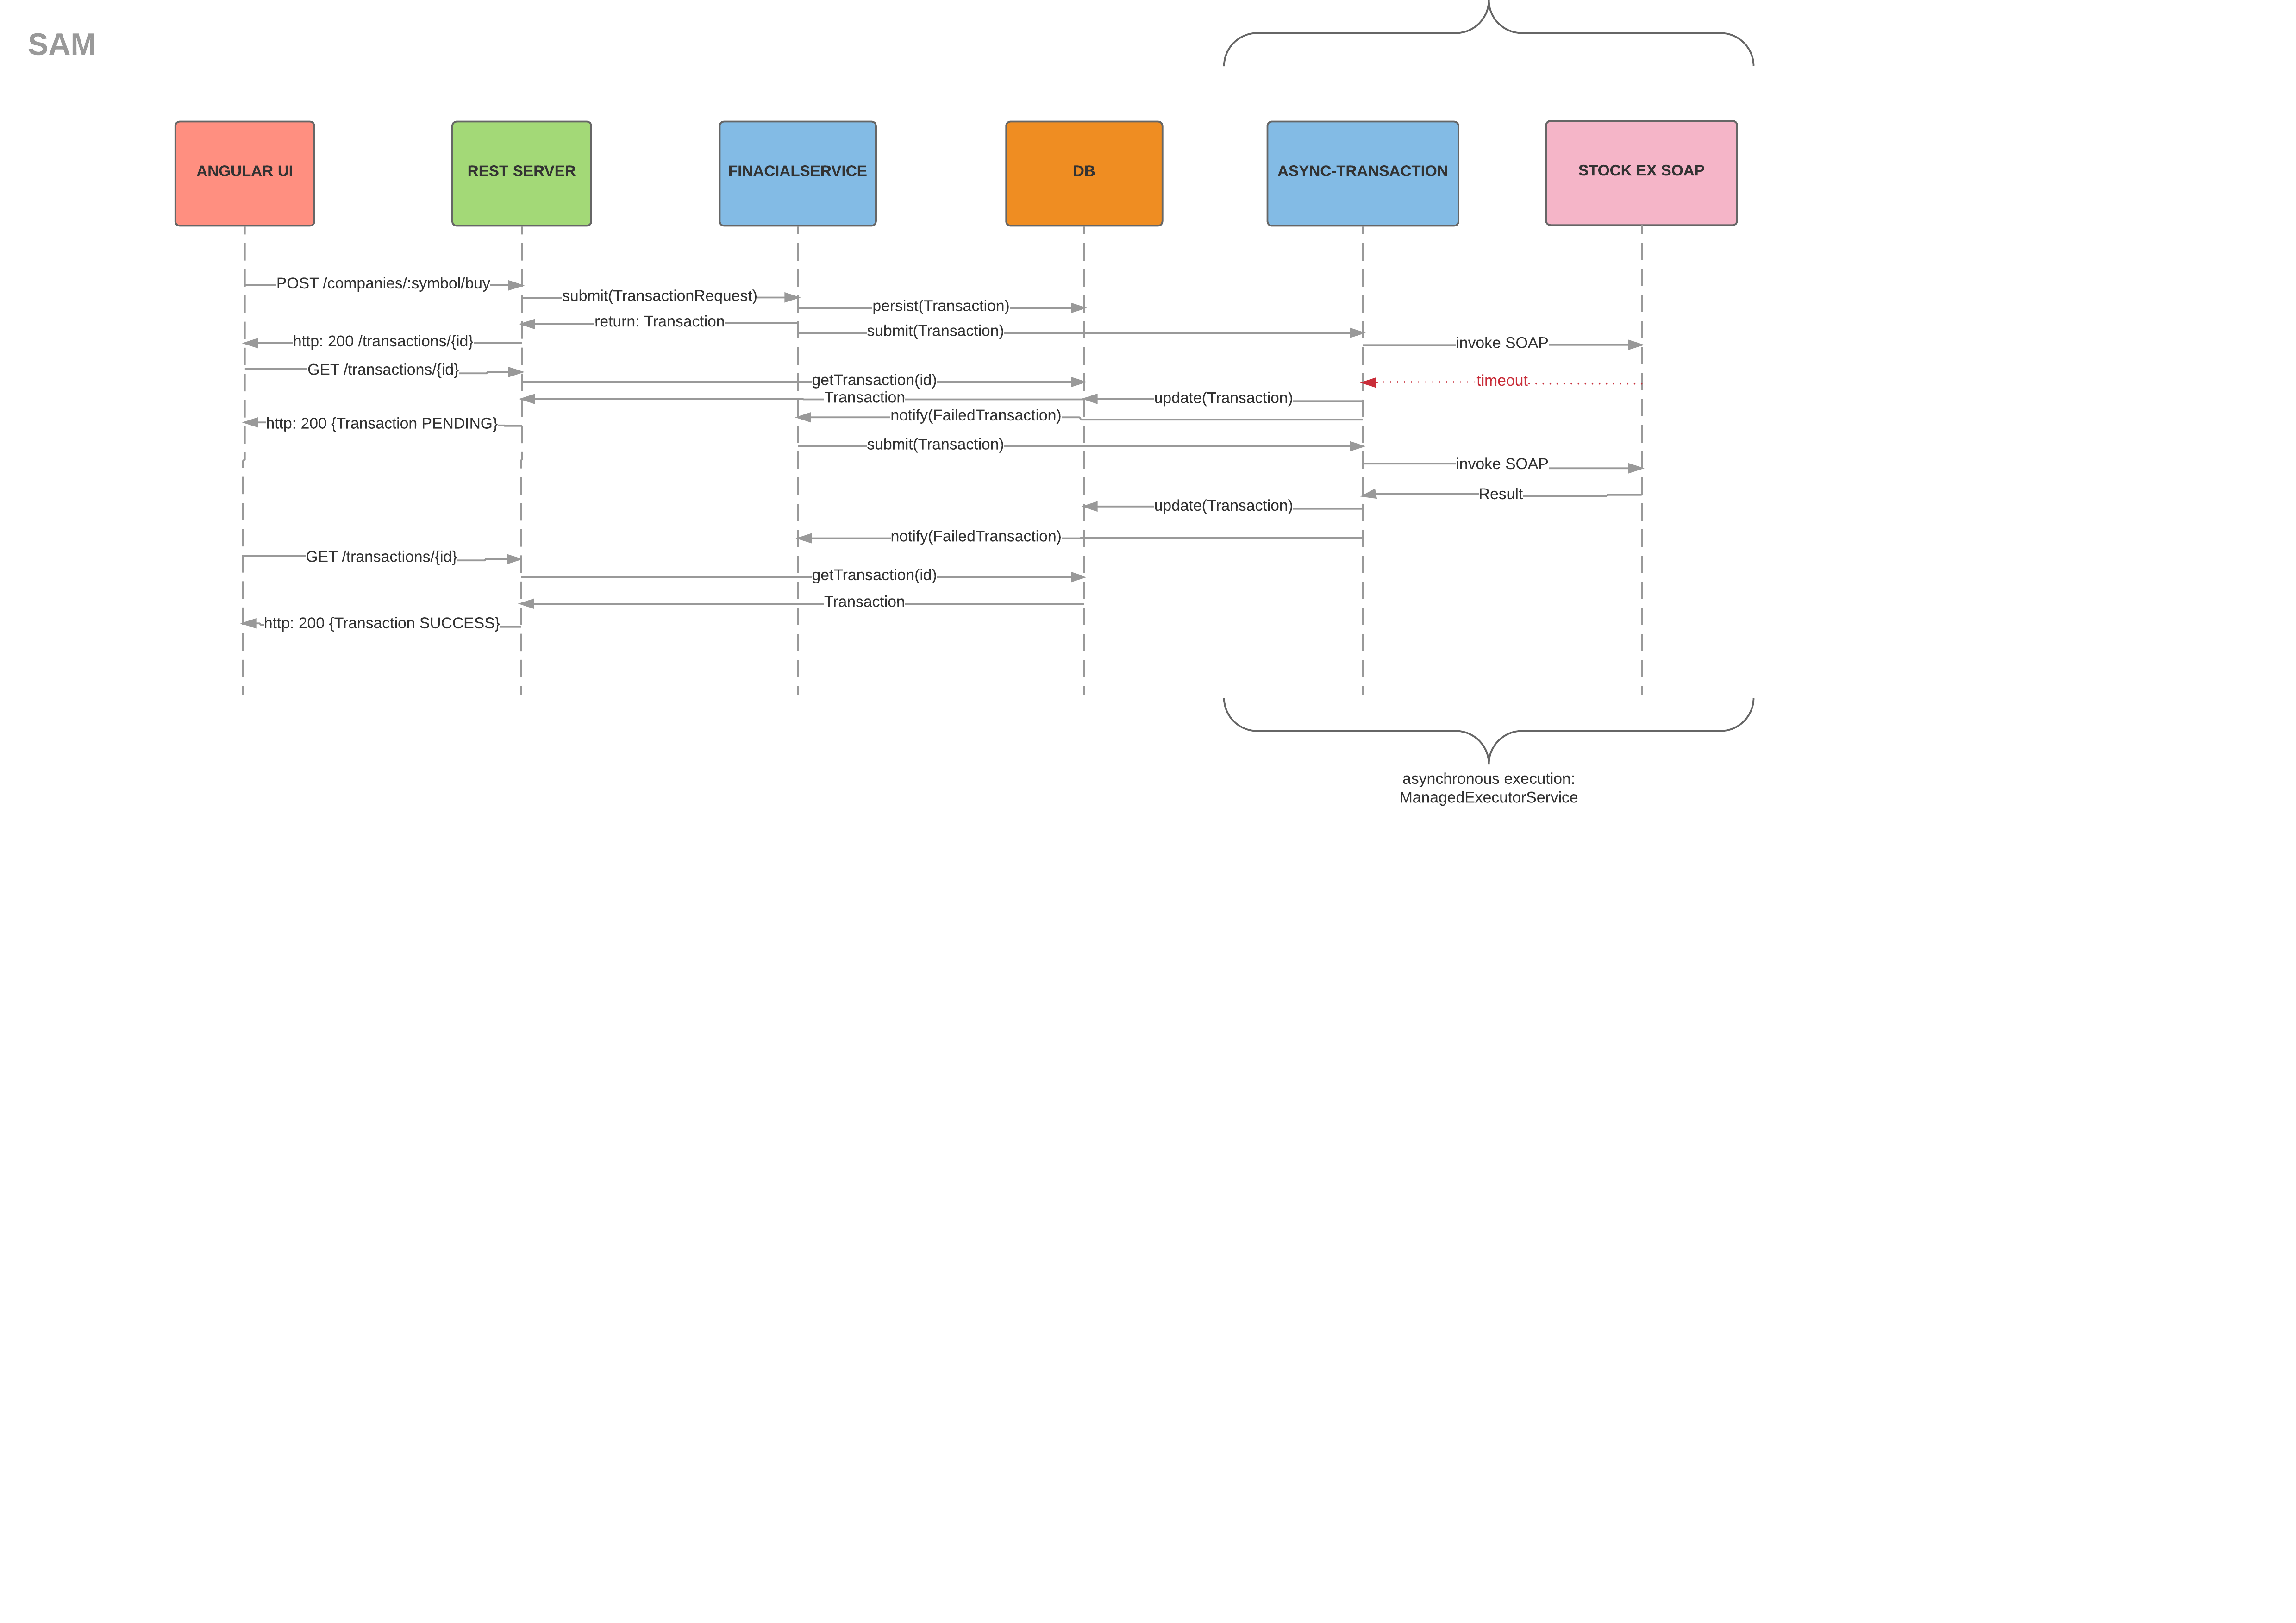 SAM
ANGULAR UI
REST SERVER
FINACIALSERVICE
DB
ASYNC-TRANSACTION
STOCK EX SOAP
POST /companies/:symbol/buy
submit(TransactionRequest)
persist(Transaction)
return: Transaction
submit(Transaction)
http: 200 /transactions/{id}
invoke SOAP
GET /transactions/{id}
getTransaction(id)
timeout
Transaction
update(Transaction)
notify(FailedTransaction)
http: 200 {Transaction PENDING}
submit(Transaction)
invoke SOAP
Result
update(Transaction)
notify(FailedTransaction)
GET /transactions/{id}
getTransaction(id)
Transaction
http: 200 {Transaction SUCCESS}
asynchronous execution:
ManagedExecutorService